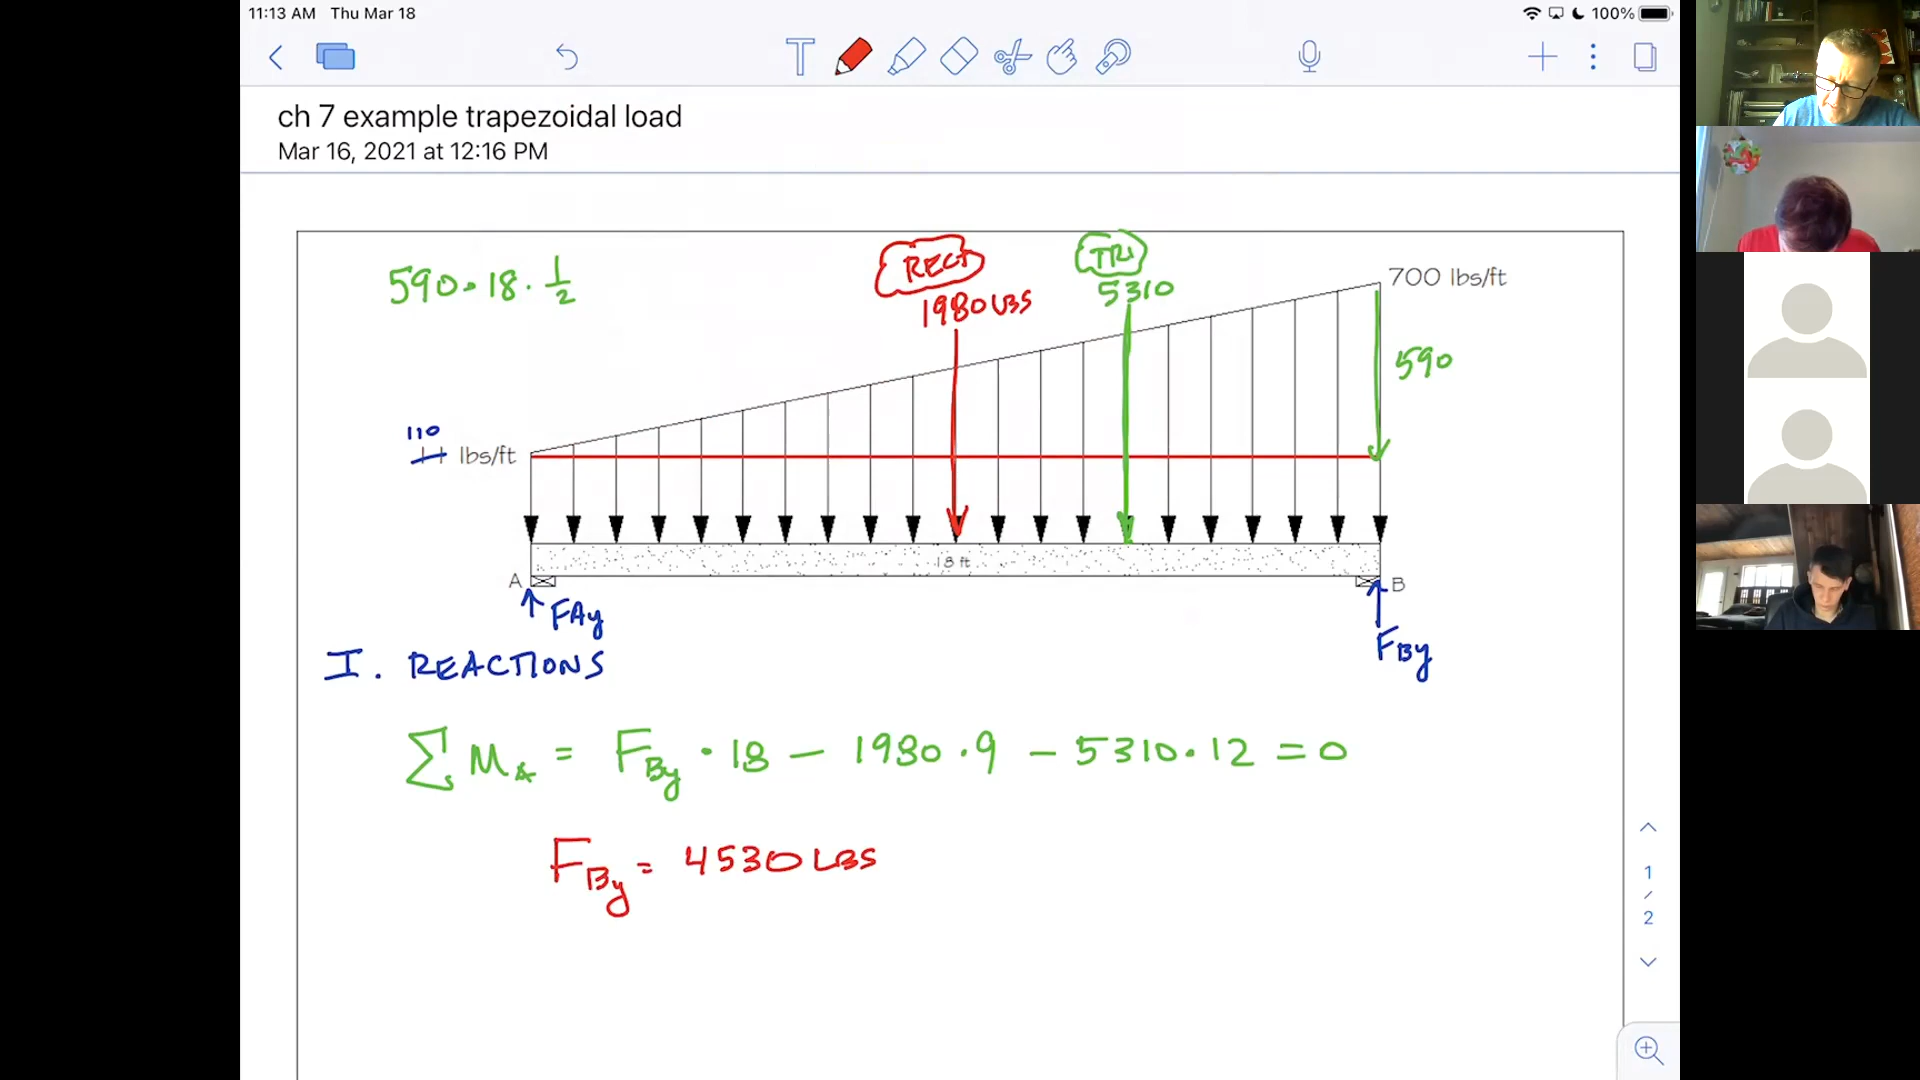 11:13 AM Thu Mar 18
100%
T
ch 7 example trapezoidal load
Mar 16, 2021 at 12:16 PM
590 · 18 · 1/2
RECT
1980 LBS
TRI
5310
700 lbs/ft
590
110
lbs/ft
18 ft
A
B
FAy
FBy
I. REACTIONS
∑ MA = FBy · 18 − 1980 · 9 − 5310 · 12 = 0
FBy = 4530 LBS
1
/
2